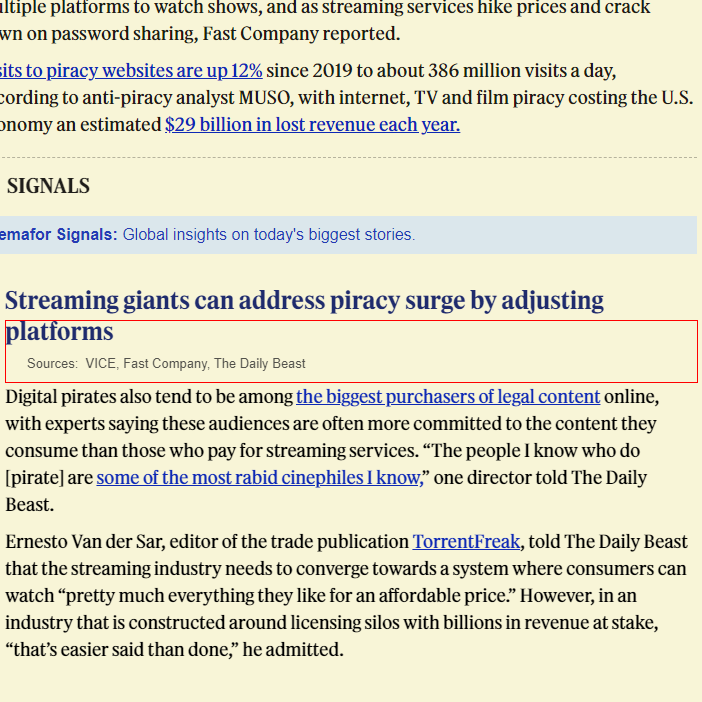 multiple platforms to watch shows, and as streaming services hike prices and crack
wn on password sharing, Fast Company reported.
sits to piracy websites are up 12% since 2019 to about 386 million visits a day,
cording to anti-piracy analyst MUSO, with internet, TV and film piracy costing the U.S.
onomy an estimated $29 billion in lost revenue each year.
SIGNALS
emafor Signals: Global insights on today's biggest stories.
Streaming giants can address piracy surge by adjusting
platforms
Sources: VICE, Fast Company, The Daily Beast
Digital pirates also tend to be among the biggest purchasers of legal content online,
with experts saying these audiences are often more committed to the content they
consume than those who pay for streaming services. “The people I know who do
[pirate] are some of the most rabid cinephiles I know,” one director told The Daily
Beast.
Ernesto Van der Sar, editor of the trade publication TorrentFreak, told The Daily Beast
that the streaming industry needs to converge towards a system where consumers can
watch “pretty much everything they like for an affordable price.” However, in an
industry that is constructed around licensing silos with billions in revenue at stake,
“that’s easier said than done,” he admitted.